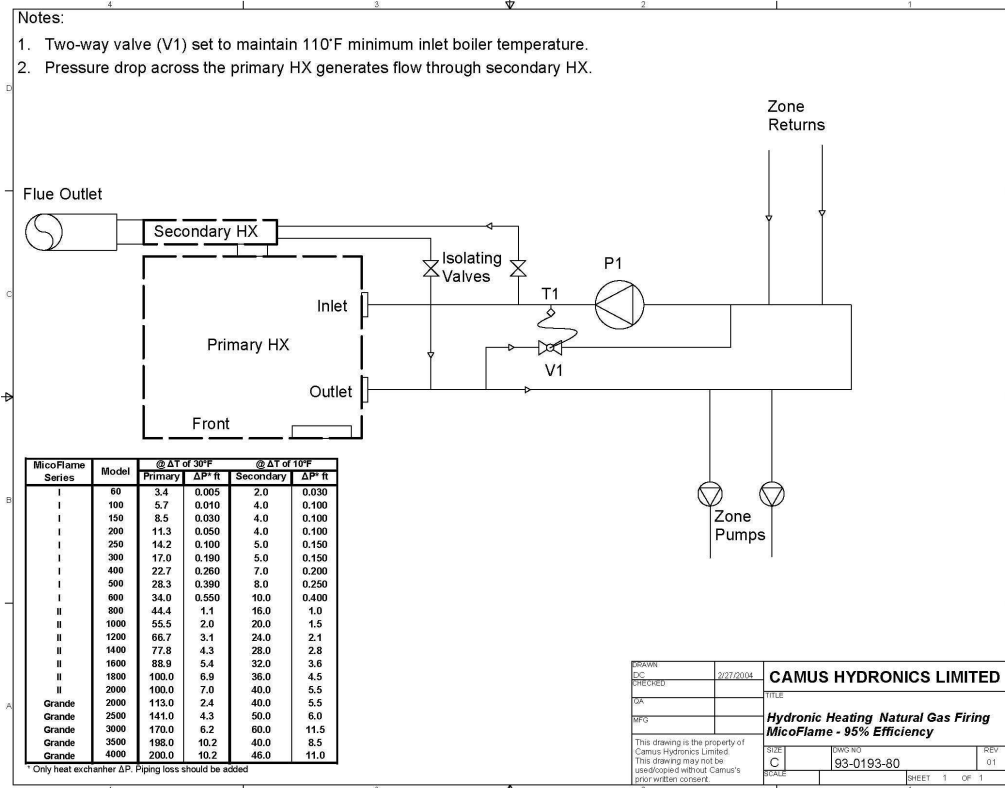 4 3 2 1
Notes:
1. Two-way valve (V1) set to maintain 110°F minimum inlet boiler temperature.
2. Pressure drop across the primary HX generates flow through secondary HX.
D
Zone
Returns
Flue Outlet
Secondary HX
Isolating
Valves
P1
C
T1
Inlet
Primary HX
V1
Outlet
Front
MicoFlame Series Model @ ΔT of 30°F @ ΔT of 10°F
Primary ΔP* ft Secondary ΔP* ft
I 60 3.4 0.005 2.0 0.030
I 100 5.7 0.010 4.0 0.100
I 150 8.5 0.030 4.0 0.100
I 200 11.3 0.050 4.0 0.100
I 250 14.2 0.100 5.0 0.150
I 300 17.0 0.190 5.0 0.150
I 400 22.7 0.260 7.0 0.200
I 500 28.3 0.390 8.0 0.250
I 600 34.0 0.550 10.0 0.400
II 800 44.4 1.1 16.0 1.0
II 1000 55.5 2.0 20.0 1.5
II 1200 66.7 3.1 24.0 2.1
II 1400 77.8 4.3 28.0 2.8
II 1600 88.9 5.4 32.0 3.6
II 1800 100.0 6.9 36.0 4.5
II 2000 100.0 7.0 40.0 5.5
Grande 2000 113.0 2.4 40.0 5.5
Grande 2500 141.0 4.3 50.0 6.0
Grande 3000 170.0 6.2 60.0 11.5
Grande 3500 198.0 10.2 40.0 8.5
Grande 4000 200.0 10.2 46.0 11.0
* Only heat exchanher ΔP. Piping loss should be added
B
Zone
Pumps
A
DRAWN
DC 2/27/2004
CHECKED
QA
MFG
This drawing is the property of
Camus Hydronics Limited.
This drawing may not be
used/copied without Camus's
prior written consent.
CAMUS HYDRONICS LIMITED
TITLE
Hydronic Heating Natural Gas Firing
MicoFlame - 95% Efficiency
SIZE DWG NO REV
C 93-0193-80 01
SCALE SHEET 1 OF 1